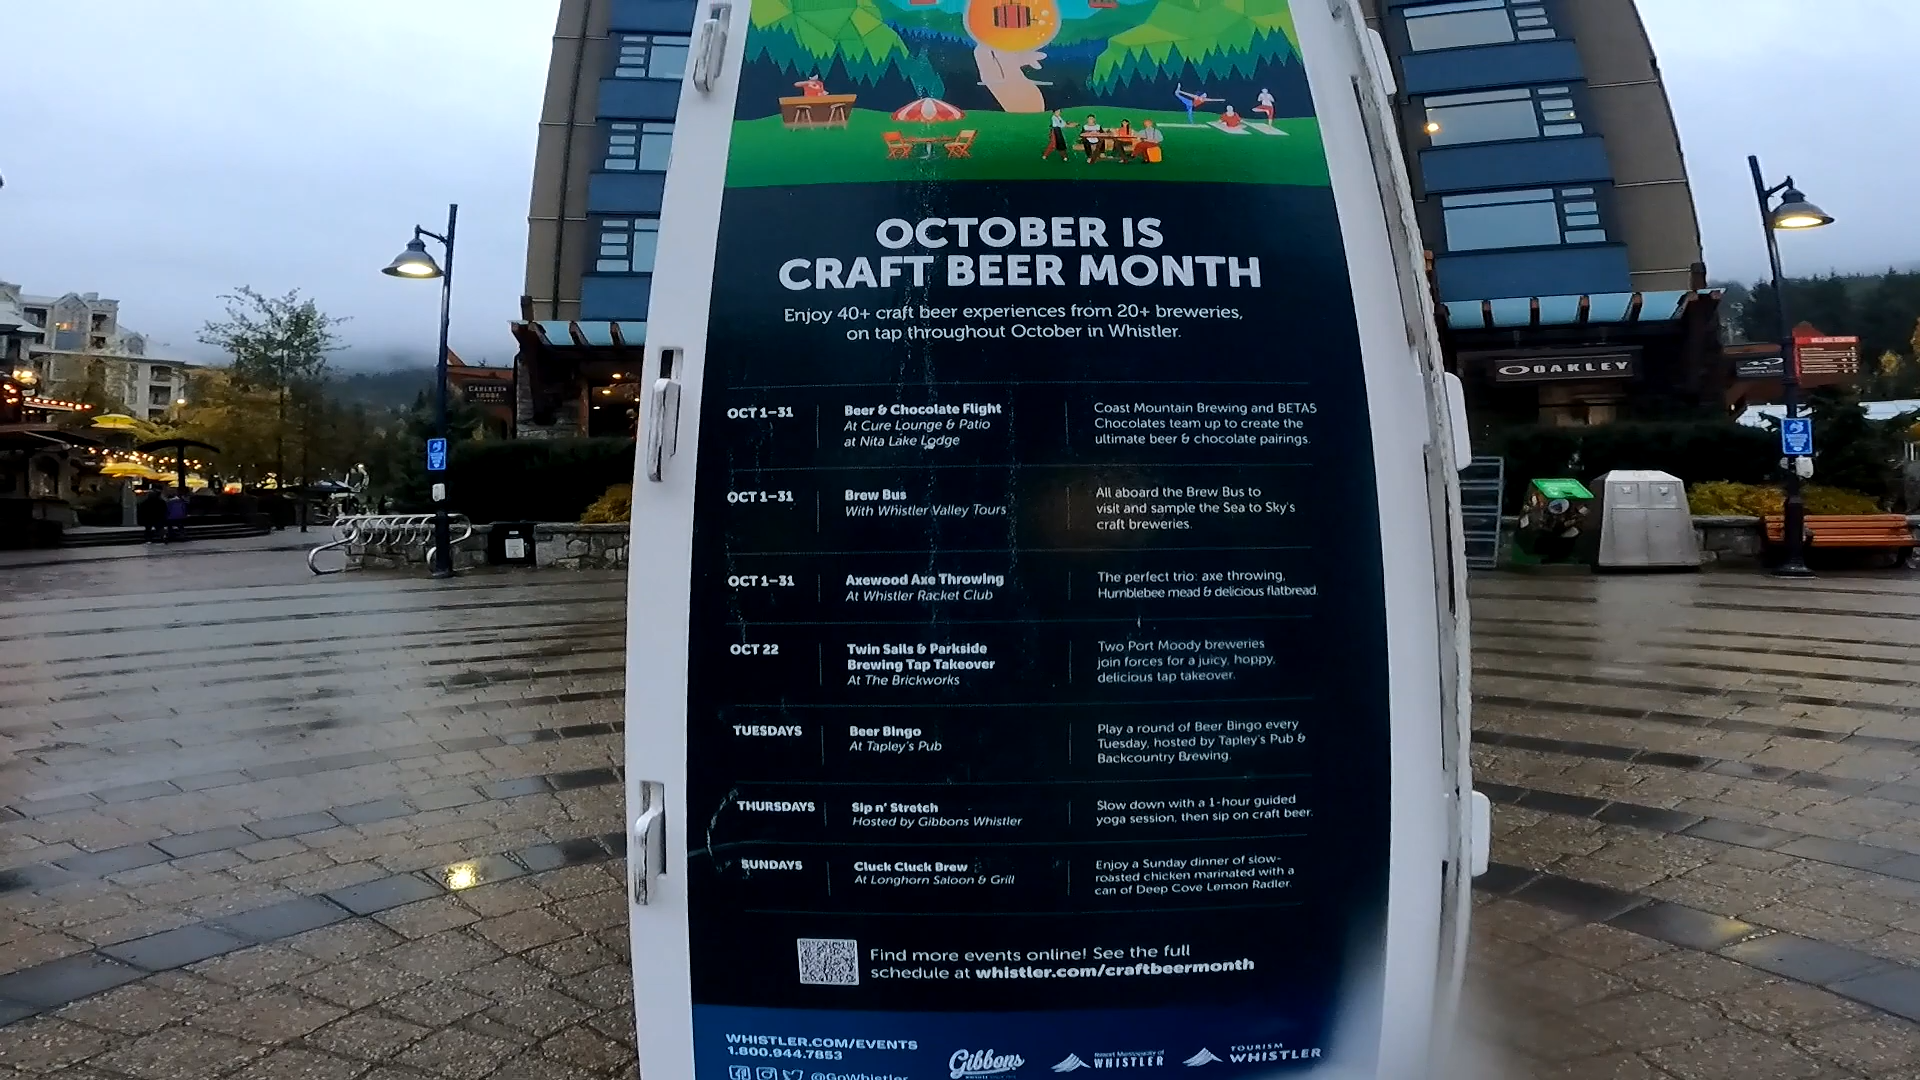 OCTOBER IS
CRAFT BEER MONTH
Enjoy 40+ craft beer experiences from 20+ breweries,
on tap throughout October in Whistler.
OCT 1–31
Beer & Chocolate Flight
At Cure Lounge & Patio
at Nita Lake Lodge
Coast Mountain Brewing and BETA5
Chocolates team up to create the
ultimate beer & chocolate pairings.
OCT 1–31
Brew Bus
With Whistler Valley Tours
All aboard the Brew Bus to
visit and sample the Sea to Sky's
craft breweries.
OCT 1–31
Axewood Axe Throwing
At Whistler Racket Club
The perfect trio: axe throwing,
Humblebee mead & delicious flatbread.
OCT 22
Twin Sails & Parkside
Brewing Tap Takeover
At The Brickworks
Two Port Moody breweries
join forces for a juicy, hoppy,
delicious tap takeover.
TUESDAYS
Beer Bingo
At Tapley's Pub
Play a round of Beer Bingo every
Tuesday, hosted by Tapley's Pub &
Backcountry Brewing.
THURSDAYS
Sip n' Stretch
Hosted by Gibbons Whistler
Slow down with a 1-hour guided
yoga session, then sip on craft beer.
SUNDAYS
Cluck Cluck Brew
At Longhorn Saloon & Grill
Enjoy a Sunday dinner of slow-
roasted chicken marinated with a
can of Deep Cove Lemon Radler.
Find more events online! See the full
schedule at whistler.com/craftbeermonth
WHISTLER.COM/EVENTS
1.800.944.7853
@GoWhistler
Gibbons
Resort Municipality of
WHISTLER
TOURISM
WHISTLER
OAKLEY
CARLETON
LODGE